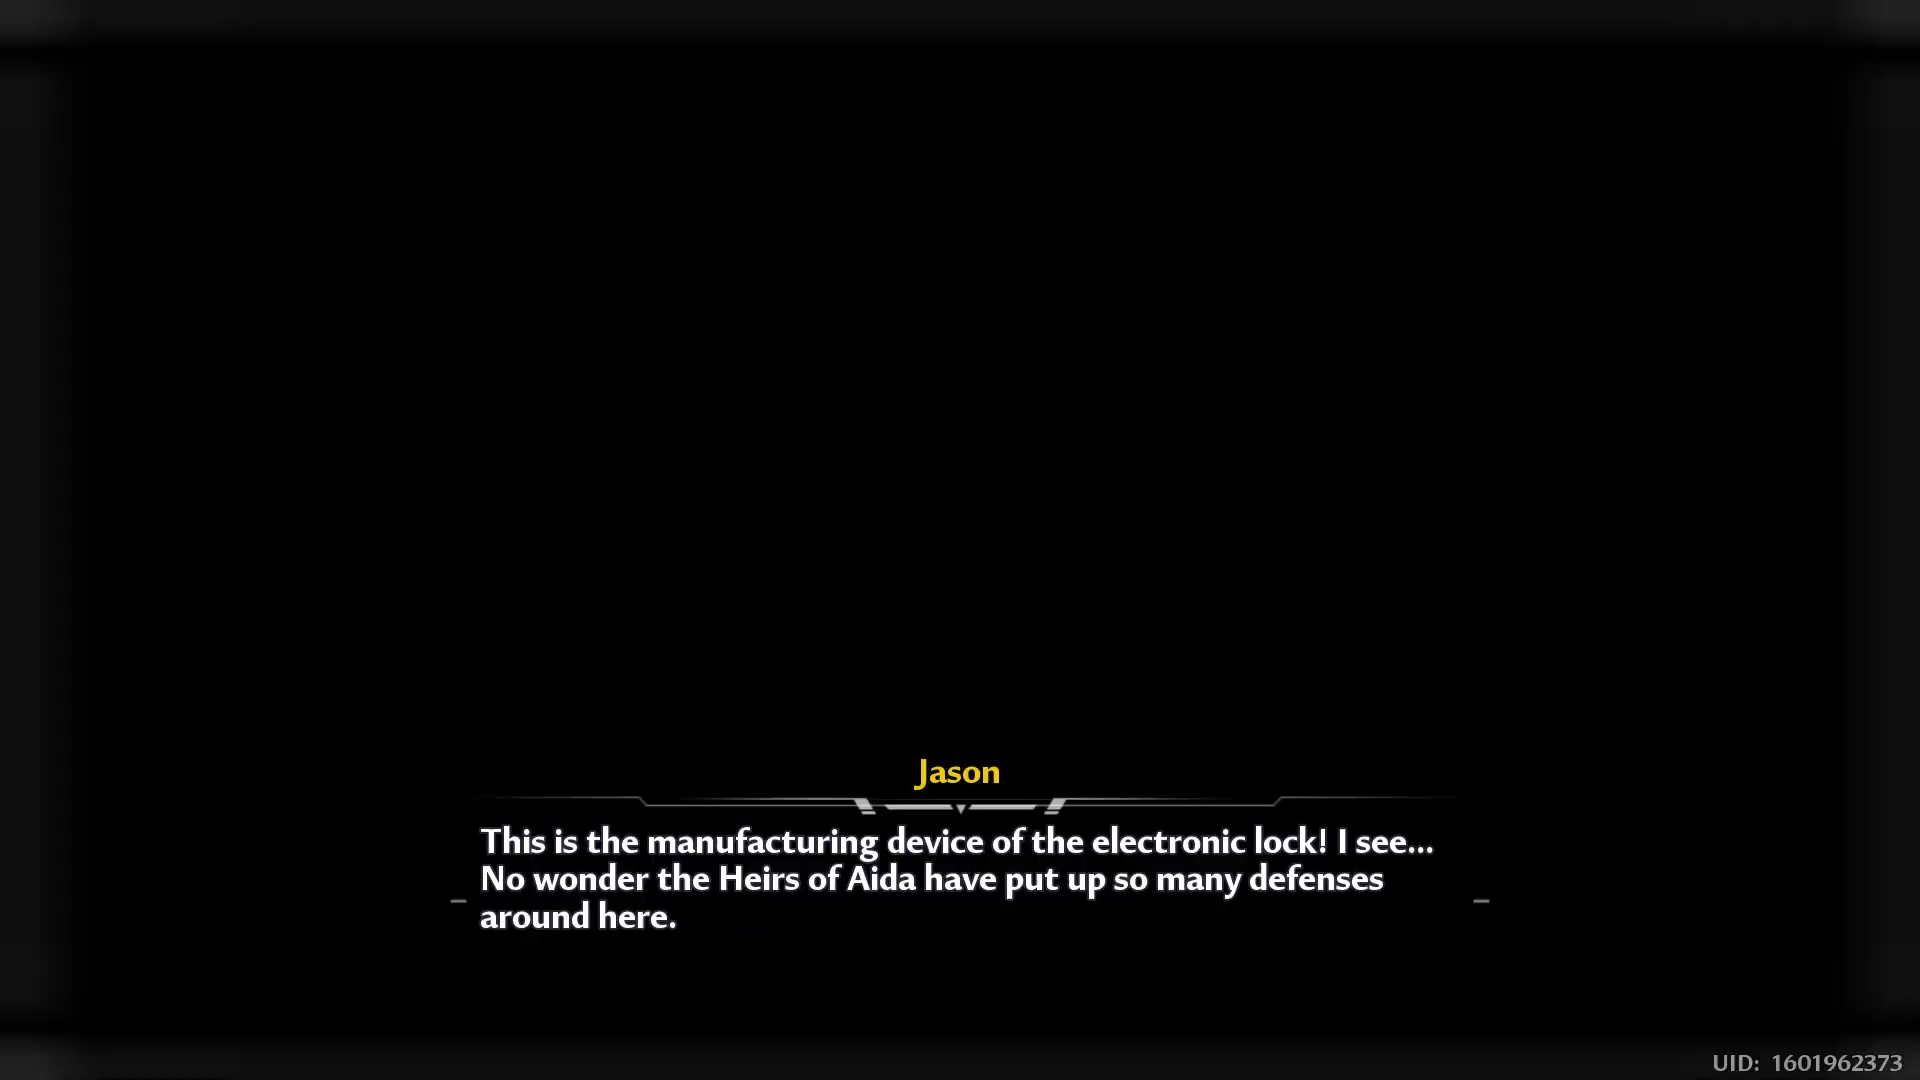 Jason
This is the manufacturing device of the electronic lock! I see...
No wonder the Heirs of Aida have put up so many defenses
around here.
UID: 1601962373